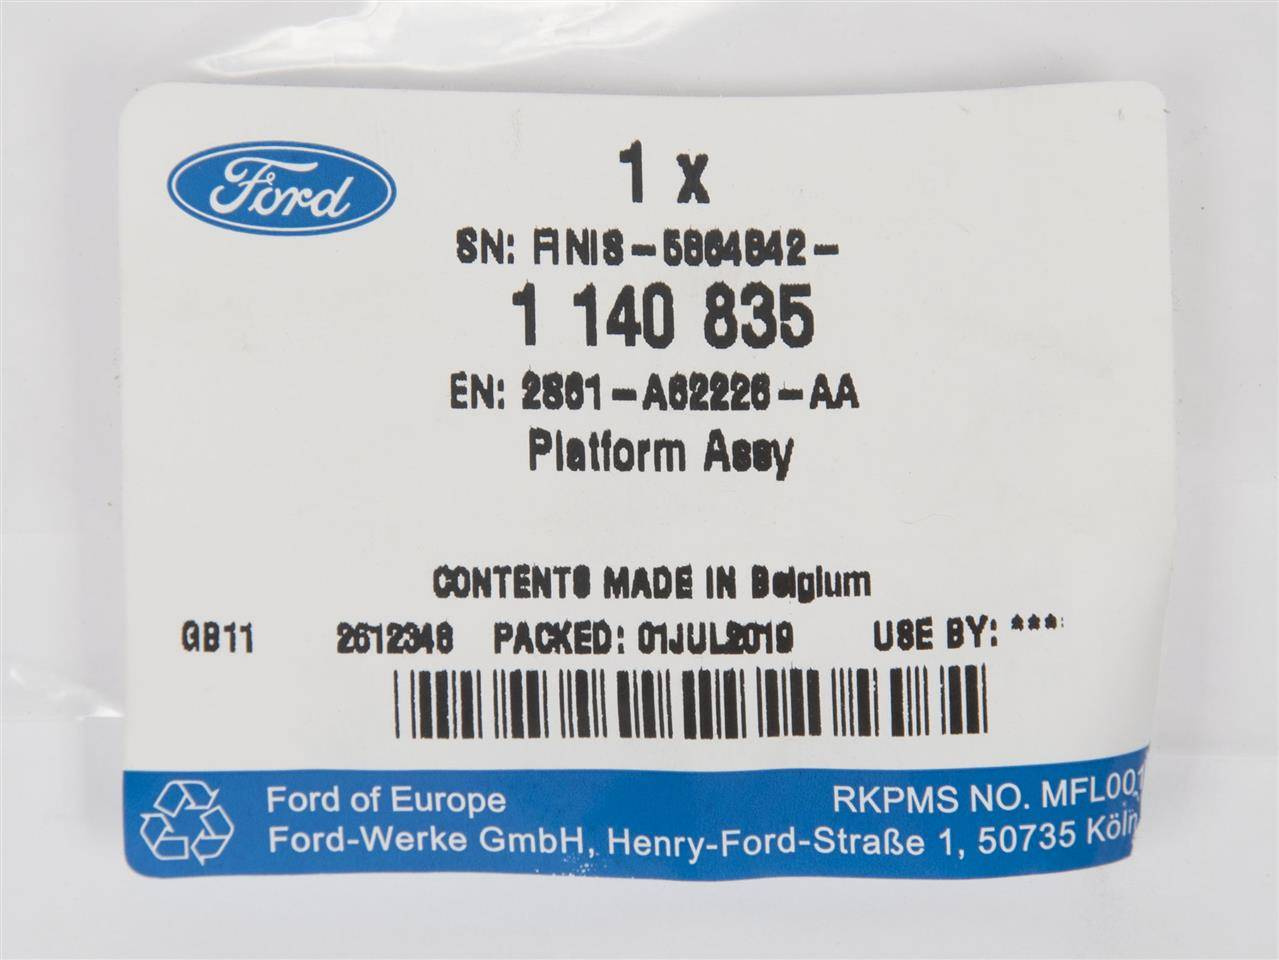 Ford
1 x
SN: FINIS-5864842-
1 140 835
EN: 2S61-A62226-AA
Platform Assy
CONTENTS MADE IN Belgium
GB11 2612348 PACKED: 01JUL2019 USE BY: ***
Ford of Europe RKPMS NO. MFL001
Ford-Werke GmbH, Henry-Ford-Straße 1, 50735 Köln